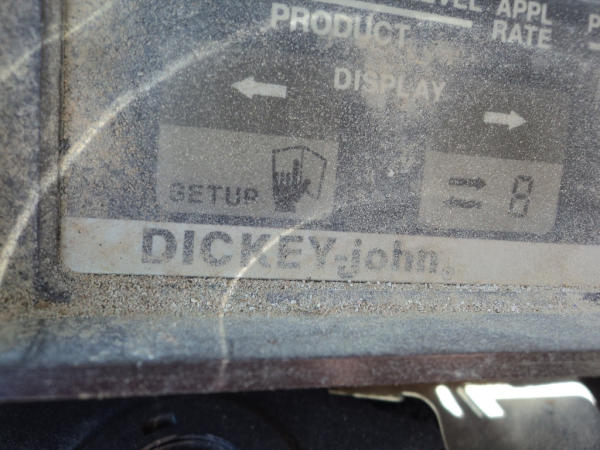 APPL
PRODUCT RATE
DISPLAY
SETUP 8
DICKEY-john